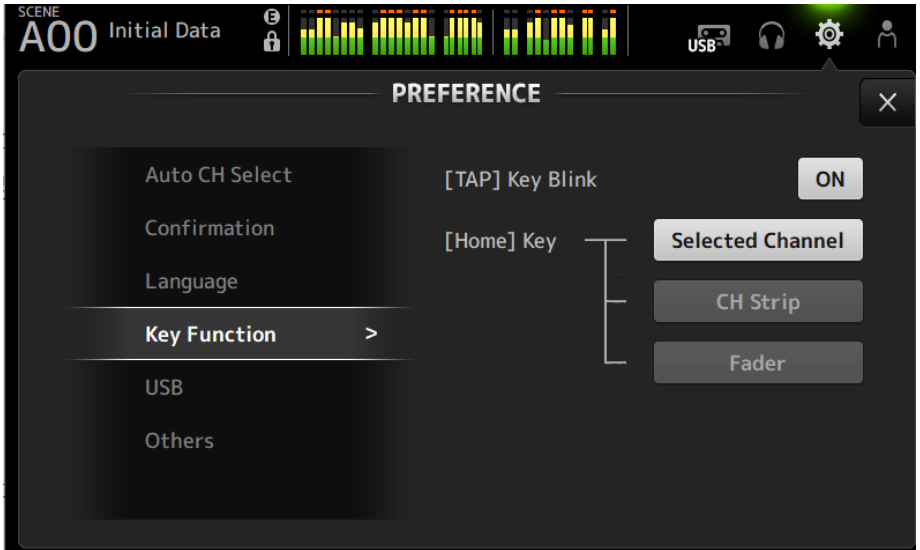 SCENE
A00 Initial Data E
USB
PREFERENCE
Auto CH Select
Confirmation
Language
Key Function >
USB
Others
[TAP] Key Blink ON
[Home] Key Selected Channel
CH Strip
Fader